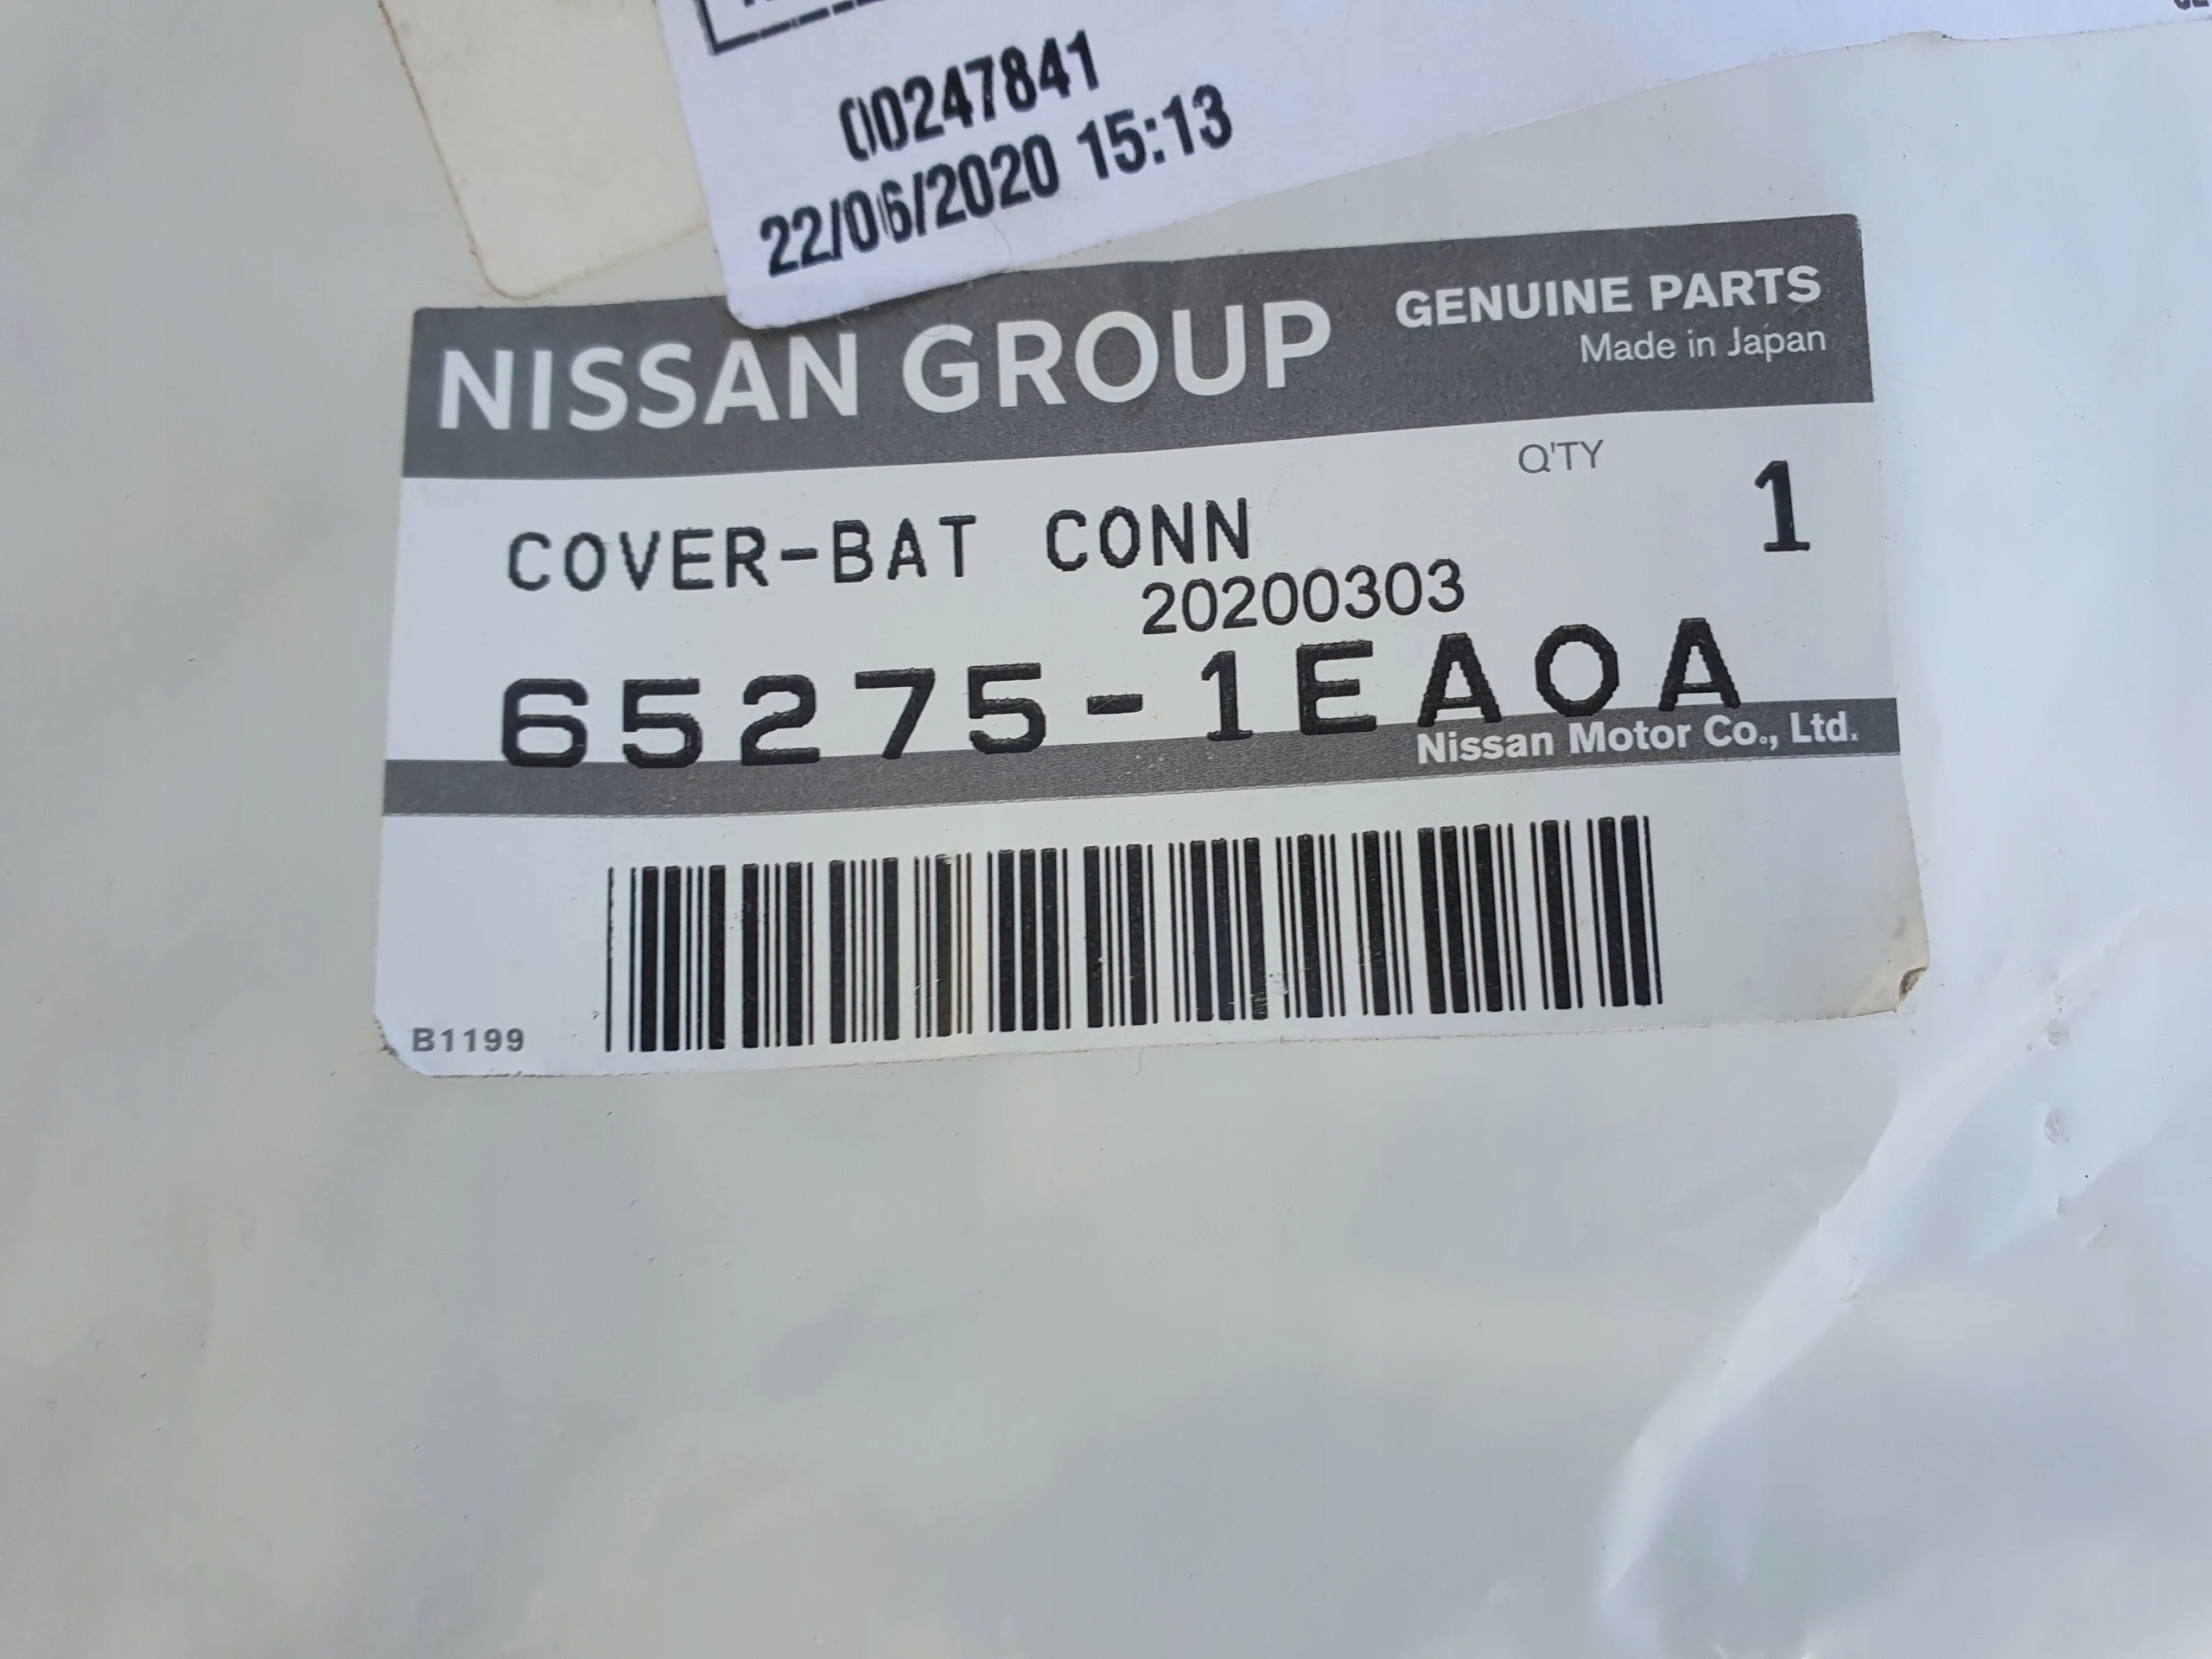 00247841
22/06/2020 15:13
NISSAN GROUP
GENUINE PARTS
Made in Japan
Q'TY 1
COVER-BAT CONN
20200303
65275-1EA0A
Nissan Motor Co., Ltd.
B1199